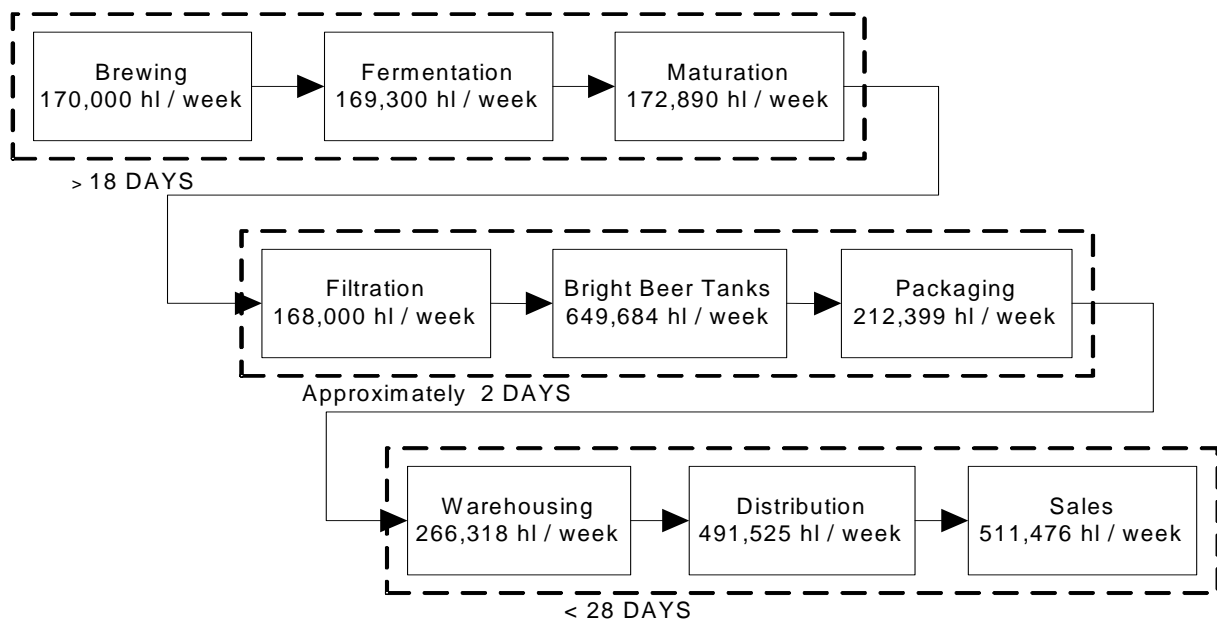 Brewing
170,000 hl / week
Fermentation
169,300 hl / week
Maturation
172,890 hl / week
> 18 DAYS
Filtration
168,000 hl / week
Bright Beer Tanks
649,684 hl / week
Packaging
212,399 hl / week
Approximately 2 DAYS
Warehousing
266,318 hl / week
Distribution
491,525 hl / week
Sales
511,476 hl / week
< 28 DAYS